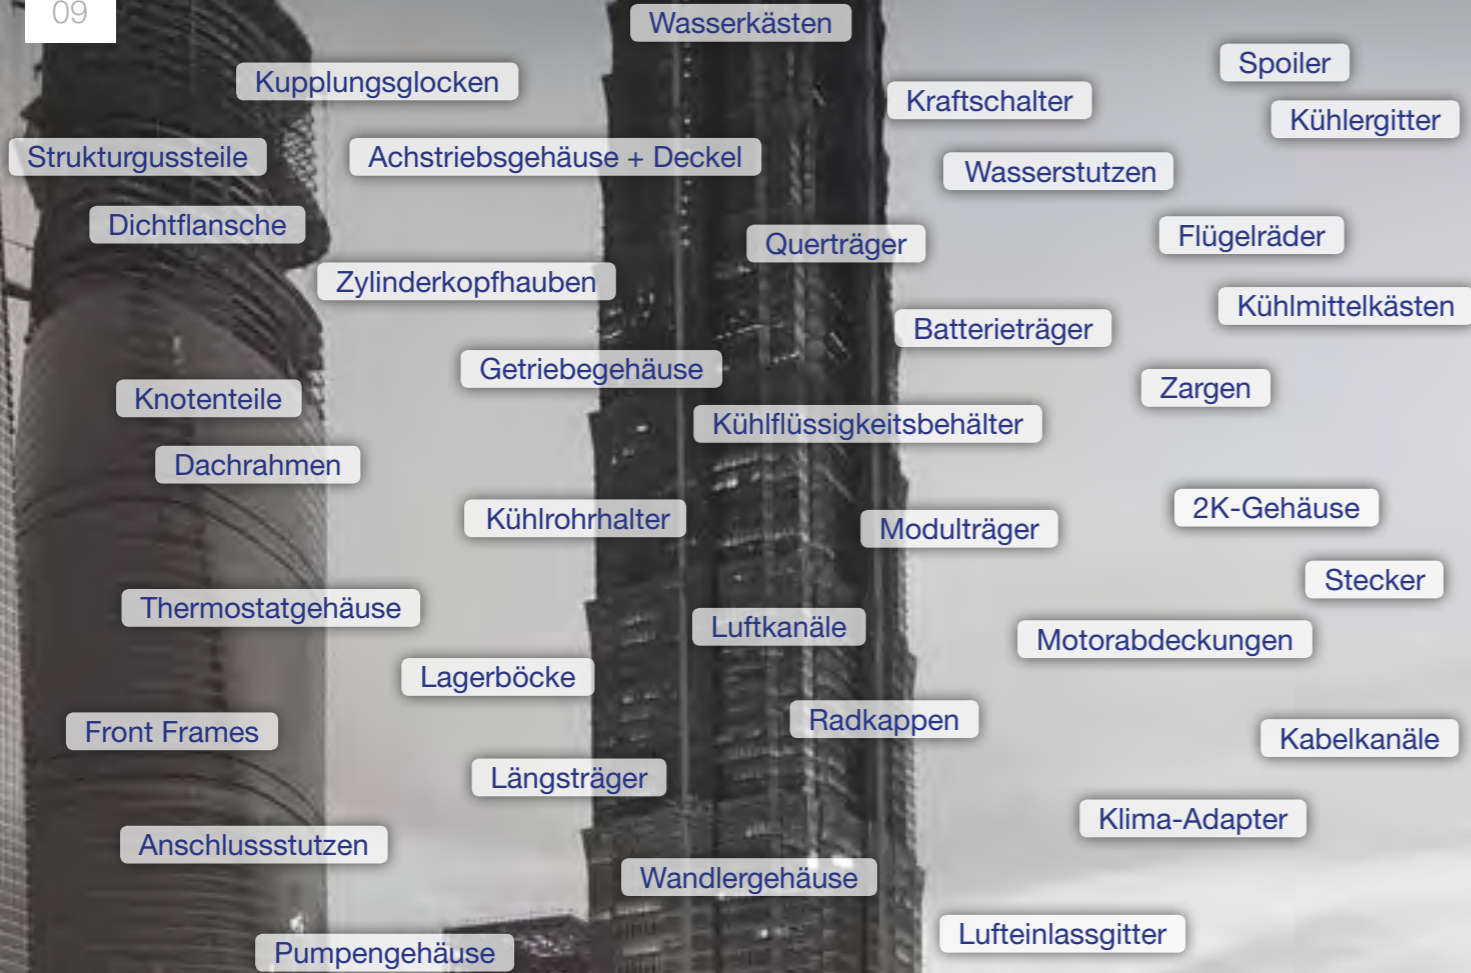 09
Wasserkästen
Spoiler
Kupplungsglocken
Kraftschalter
Kühlergitter
Strukturgussteile
Achstriebsgehäuse + Deckel
Wasserstutzen
Dichtflansche
Querträger
Flügelräder
Zylinderkopfhauben
Kühlmittelkästen
Batterieträger
Getriebegehäuse
Zargen
Knotenteile
Kühlflüssigkeitsbehälter
Dachrahmen
2K-Gehäuse
Kühlrohrhalter
Modulträger
Stecker
Thermostatgehäuse
Luftkanäle
Motorabdeckungen
Lagerböcke
Radkappen
Front Frames
Kabelkanäle
Längsträger
Klima-Adapter
Anschlussstutzen
Wandlergehäuse
Lufteinlassgitter
Pumpengehäuse